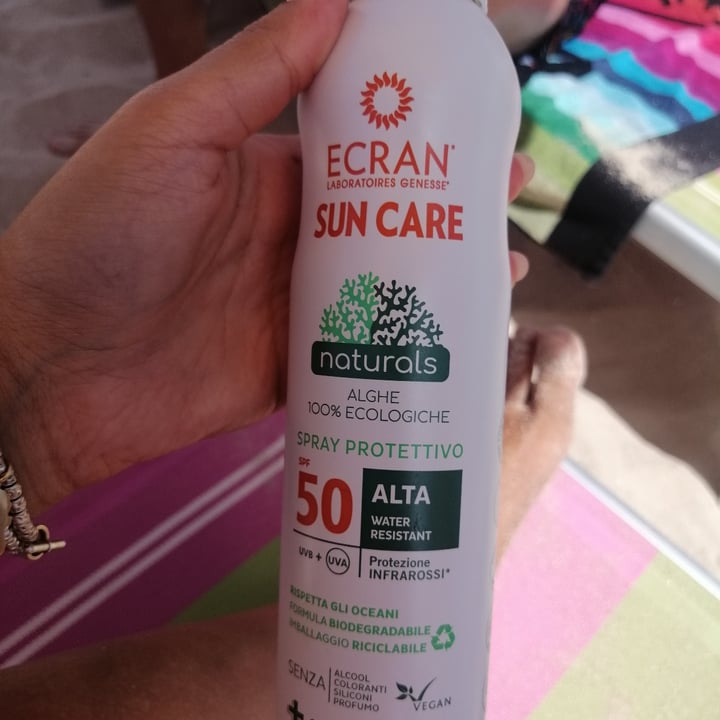 ECRAN®
LABORATOIRES GENESSE®
SUN CARE
naturals
ALGHE
100% ECOLOGICHE
SPRAY PROTETTIVO
SPF
50
ALTA
WATER
RESISTANT
UVB + UVA
Protezione
INFRAROSSI*
RISPETTA GLI OCEANI
FORMULA BIODEGRADABILE
IMBALLAGGIO RICICLABILE
SENZA
ALCOOL
COLORANTI
SILICONI
PROFUMO
VEGAN